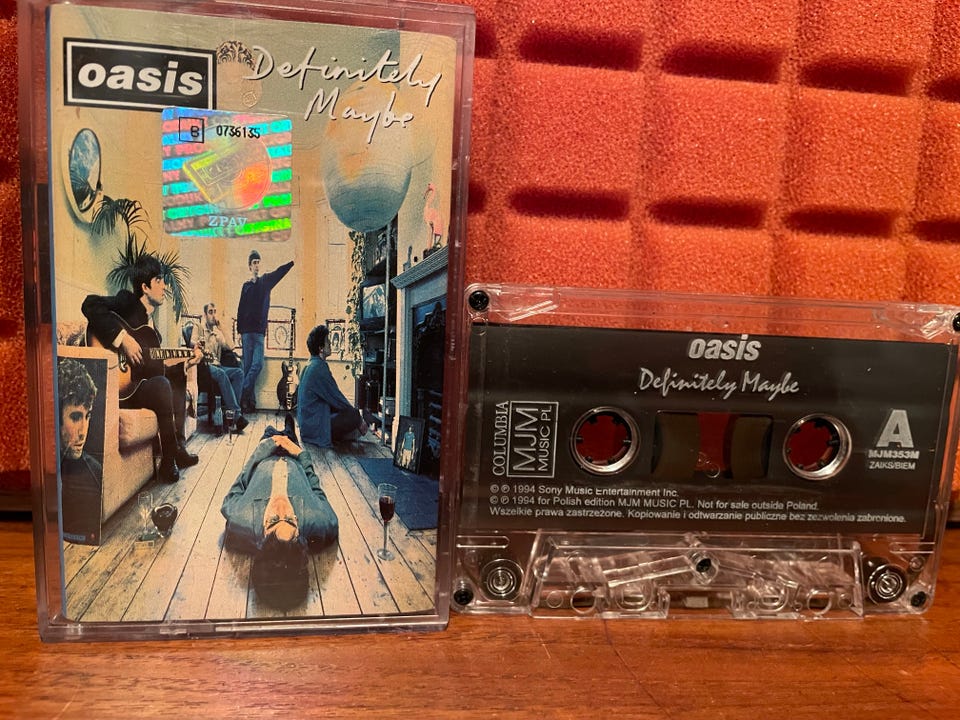 oasis
Definitely
Maybe
B 0736135
ZPAV
oasis
Definitely Maybe
COLUMBIA
MJM
MUSIC PL
A
MJM353M
ZAIKS/BIEM
© ℗ 1994 Sony Music Entertainment Inc.
© ℗ 1994 for Polish edition MJM MUSIC PL. Not for sale outside Poland.
Wszelkie prawa zastrzeżone. Kopiowanie i odtwarzanie publiczne bez zezwolenia zabronione.